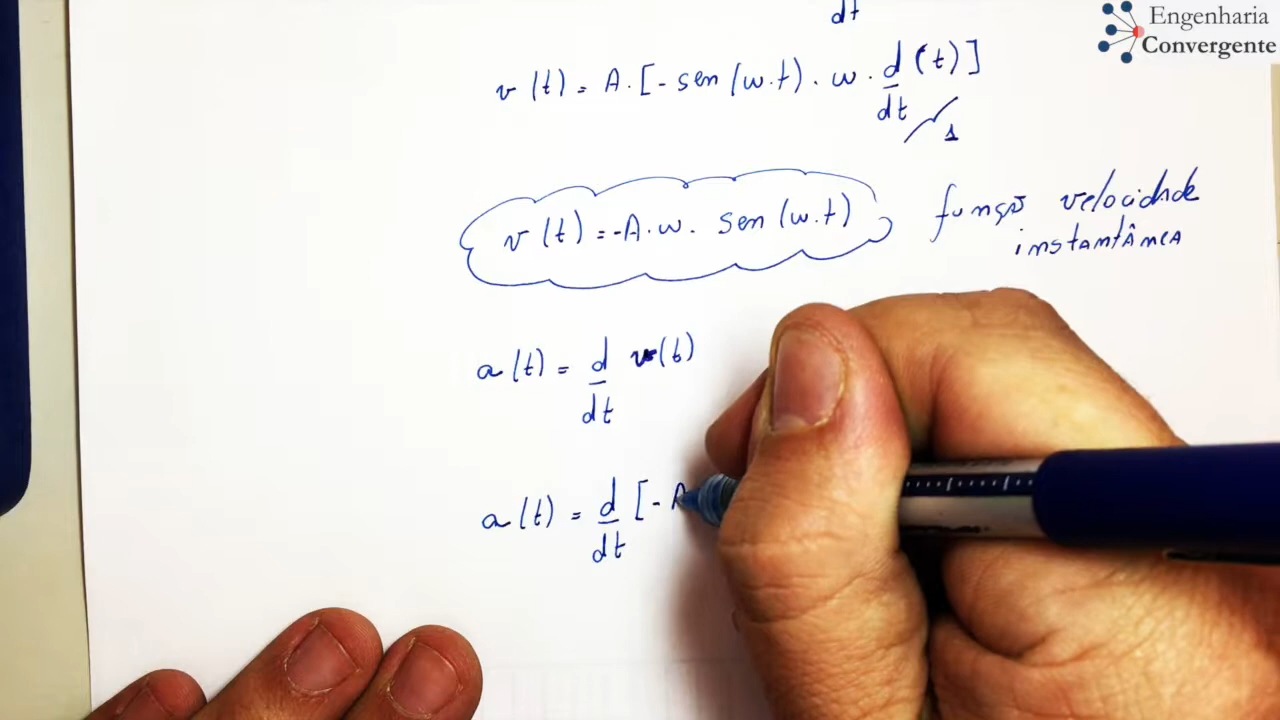 Engenharia
Convergente
dt
v(t) = A.[- sen(w.t). w. d/dt (t)]
1
v(t) = -A.w. sen(w.t)
função velocidade
instantânea
a(t) = d/dt v(t)
a(t) = d/dt [- A